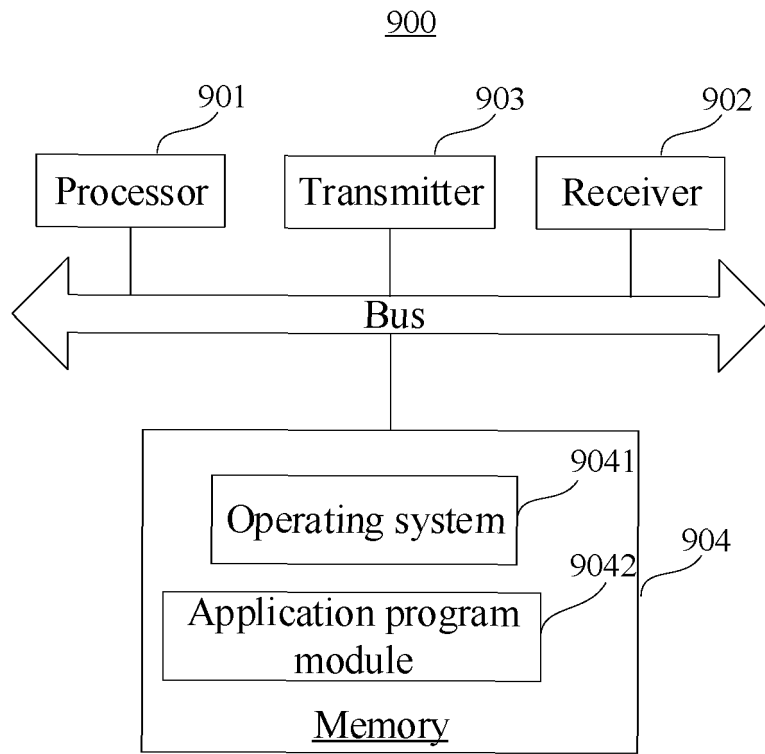 900
901
903
902
Processor
Transmitter
Receiver
Bus
9041
Operating system
904
9042
Application program
module
Memory